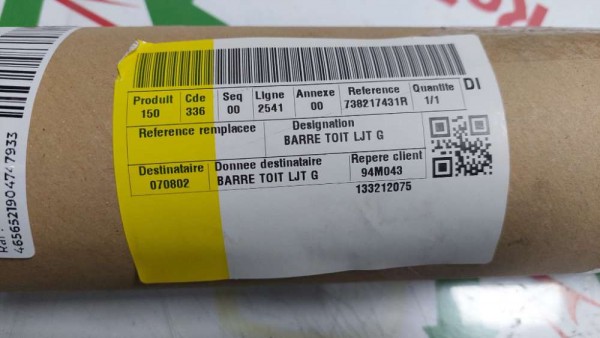 Produit Cde Seq Ligne Annexe Reference Quantite DI
150 336 00 2541 00 738217431R 1/1
Reference remplacee Designation
BARRE TOIT LJT G
Destinataire Donnee destinataire Repere client
070802 BARRE TOIT LJT G 94M043
133212075